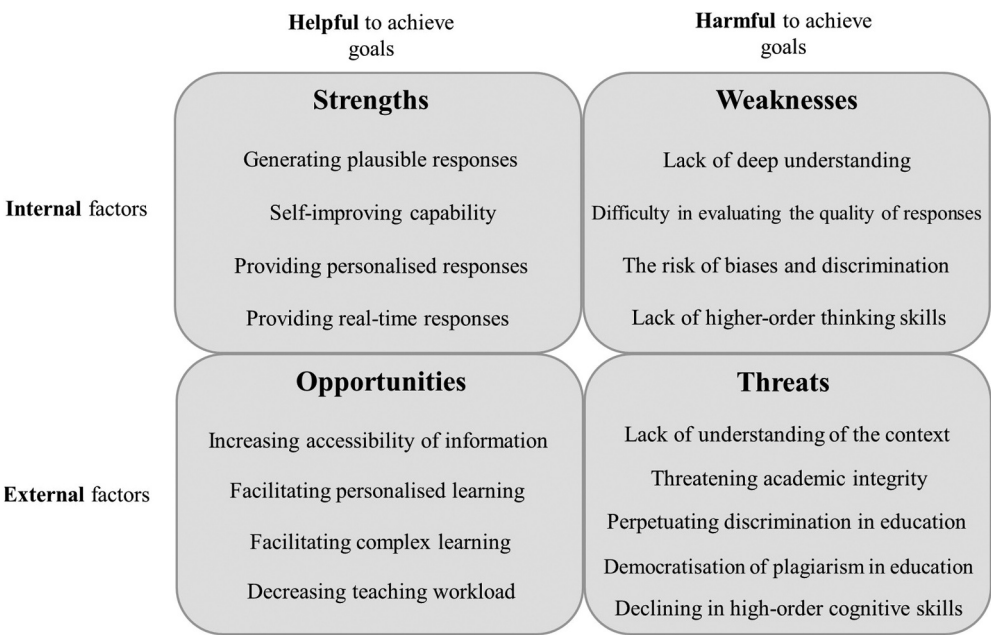 Helpful to achieve
goals
Harmful to achieve
goals
Internal factors
Strengths
Generating plausible responses
Self-improving capability
Providing personalised responses
Providing real-time responses
Weaknesses
Lack of deep understanding
Difficulty in evaluating the quality of responses
The risk of biases and discrimination
Lack of higher-order thinking skills
External factors
Opportunities
Increasing accessibility of information
Facilitating personalised learning
Facilitating complex learning
Decreasing teaching workload
Threats
Lack of understanding of the context
Threatening academic integrity
Perpetuating discrimination in education
Democratisation of plagiarism in education
Declining in high-order cognitive skills